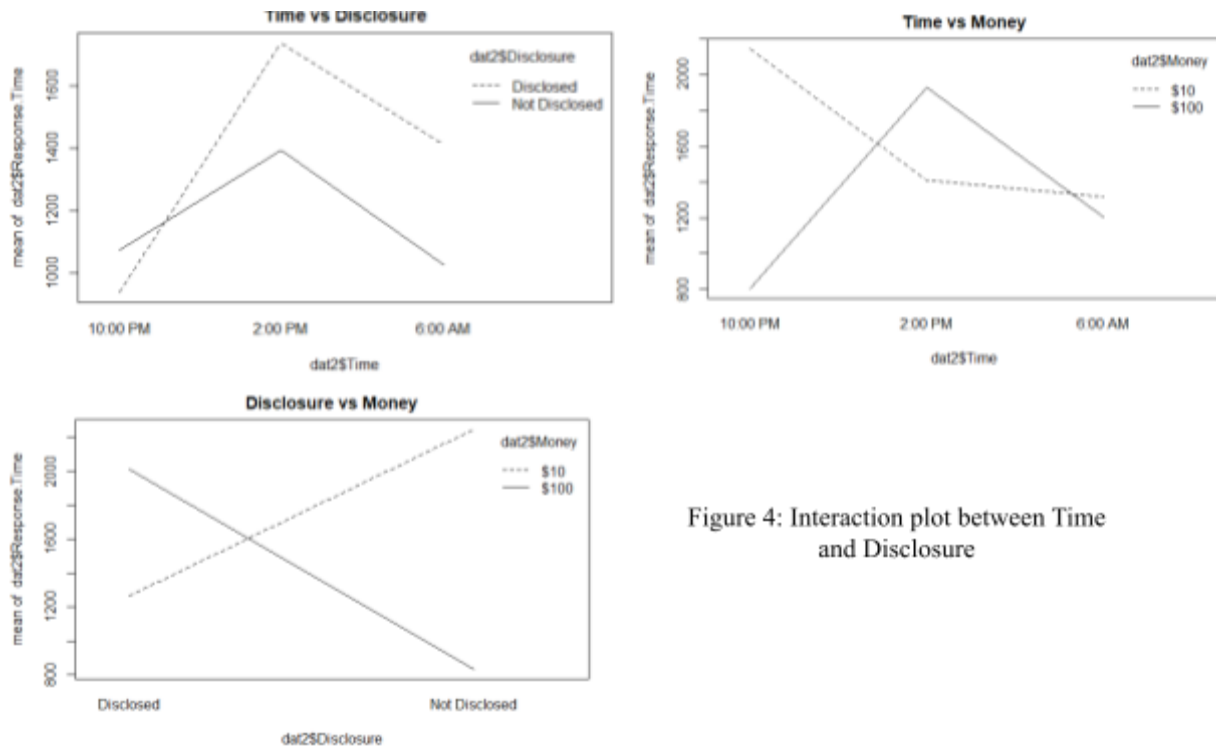 Time vs Disclosure
mean of dat2$Response.Time
1000
1200
1400
1600
dat2$Disclosure
Disclosed
Not Disclosed
10:00 PM
2:00 PM
6:00 AM
dat2$Time
Time vs Money
mean of dat2$Response.Time
800
1200
1600
2000
dat2$Money
$10
$100
10:00 PM
2:00 PM
6:00 AM
dat2$Time
Disclosure vs Money
mean of dat2$Response.Time
800
1200
1600
2000
dat2$Money
$10
$100
Disclosed
Not Disclosed
dat2$Disclosure
Figure 4: Interaction plot between Time
and Disclosure